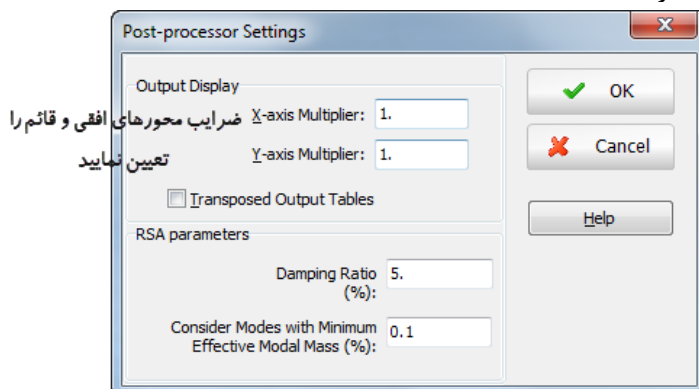 Post-processor Settings
Output Display
ضرایب محورهای افقی و قائم را
تعیین نمایید
X-axis Multiplier: 1.
Y-axis Multiplier: 1.
Transposed Output Tables
RSA parameters
Damping Ratio
(%):
5.
Consider Modes with Minimum
Effective Modal Mass (%):
0.1
OK
Cancel
Help